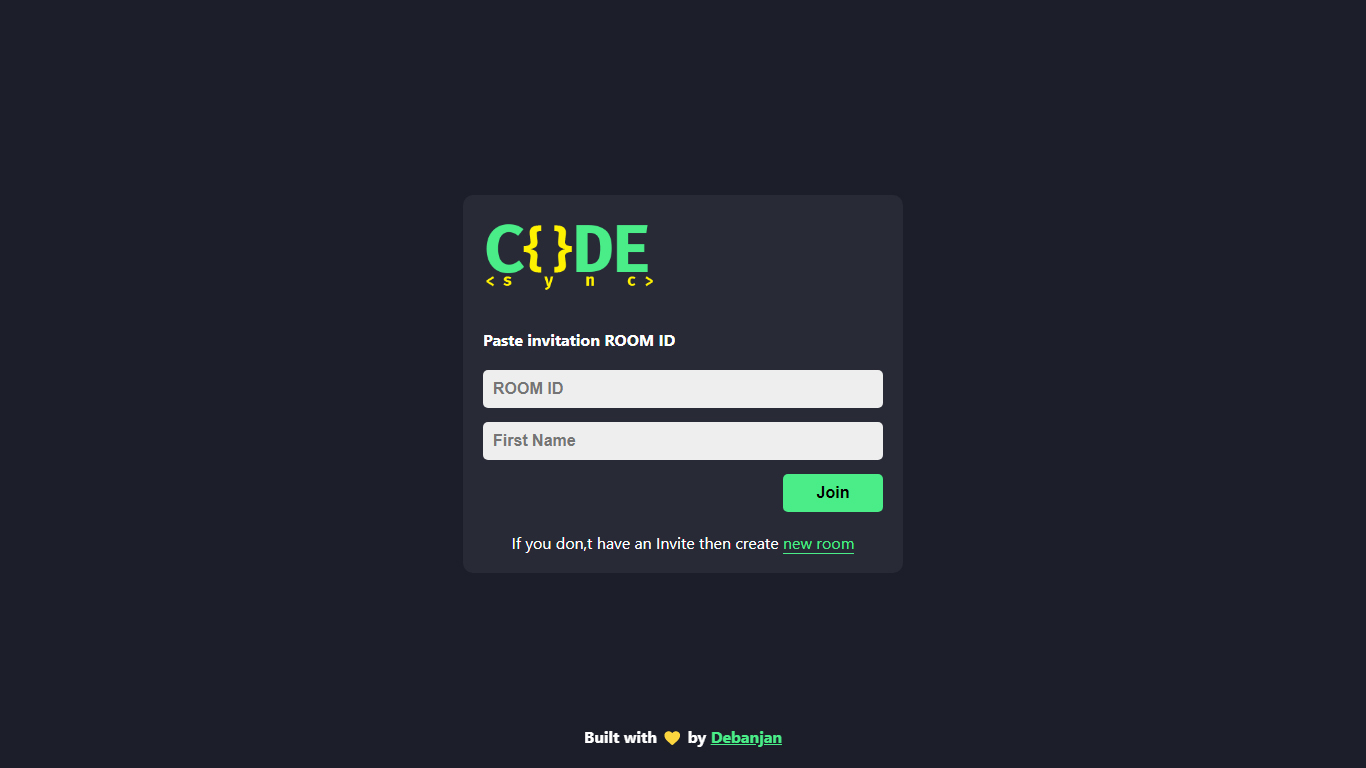 C{ }DE
<s y n c>
Paste invitation ROOM ID
ROOM ID
First Name
Join
If you don,t have an Invite then create new room
Built with 💛 by Debanjan